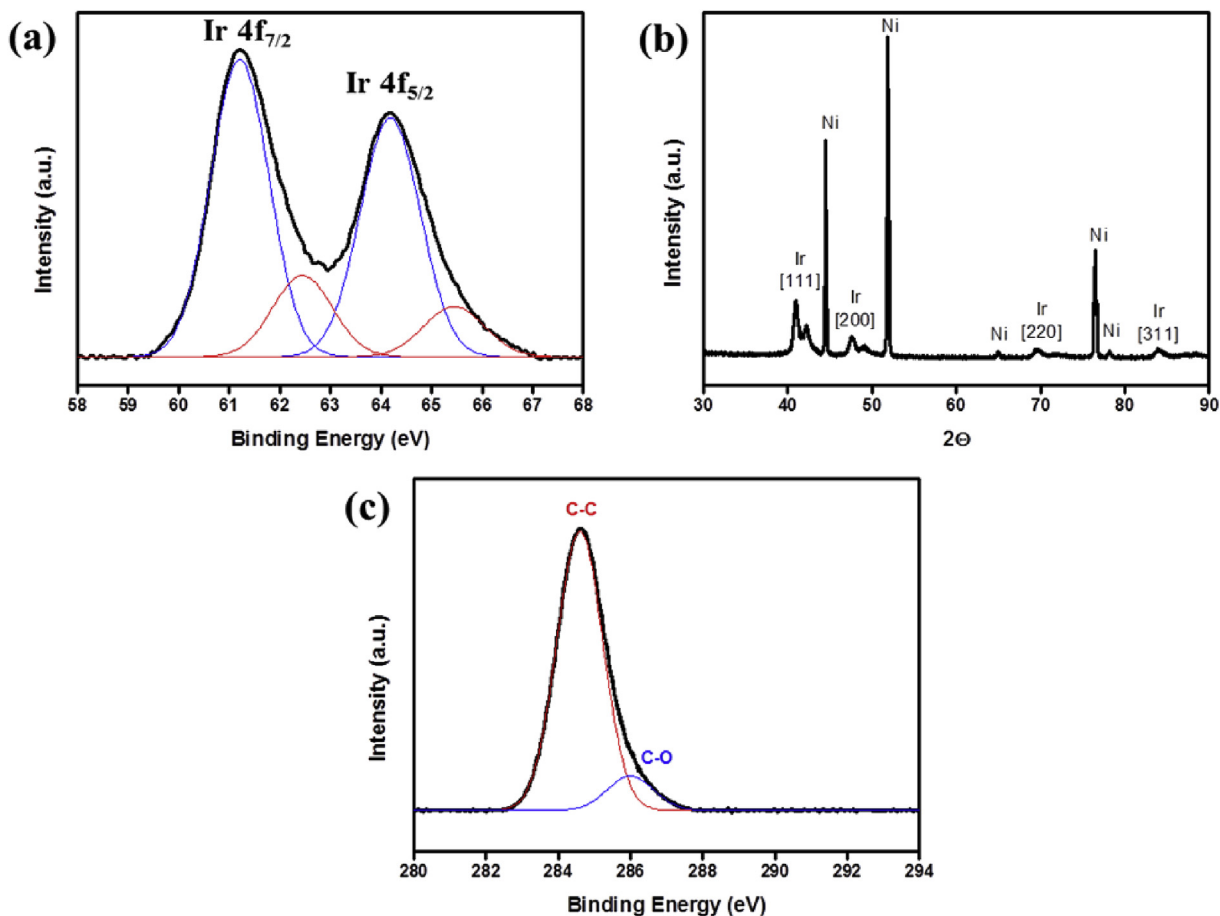 (a)
Ir 4f7/2
Ir 4f5/2
Intensity (a.u.)
58 59 60 61 62 63 64 65 66 67 68
Binding Energy (eV)
(b)
Ni
Ni
Ni
Ir
[111]
Ir
[200]
Ni
Ir
[220]
Ni
Ir
[311]
Intensity (a.u.)
30 40 50 60 70 80 90
2Θ
(c)
C-C
C-O
Intensity (a.u.)
280 282 284 286 288 290 292 294
Binding Energy (eV)